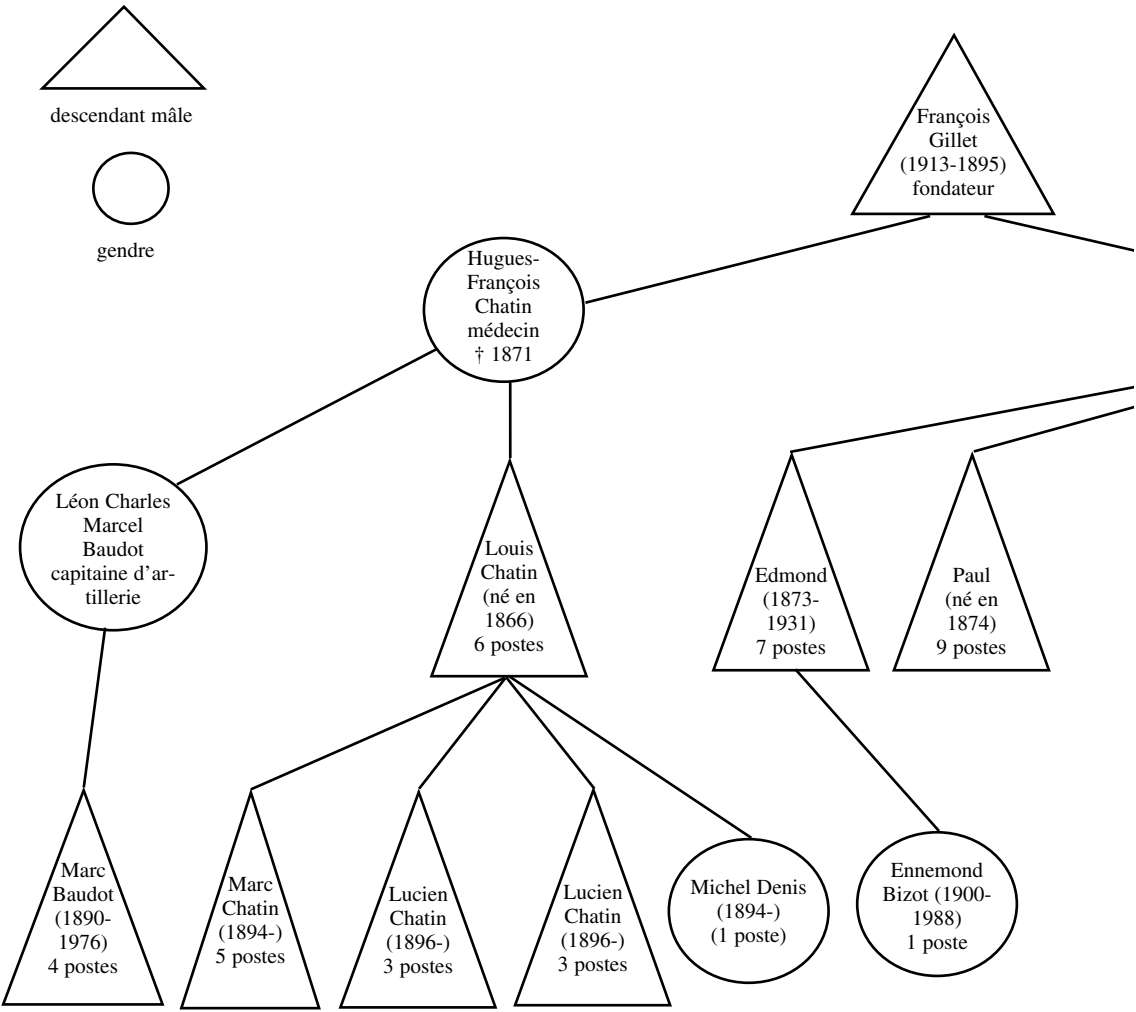 descendant mâle
gendre
François
Gillet
(1913-1895)
fondateur
Hugues-
François
Chatin
médecin
† 1871
Léon Charles
Marcel
Baudot
capitaine d’ar-
tillerie
Louis
Chatin
(né en
1866)
6 postes
Edmond
(1873-
1931)
7 postes
Paul
(né en
1874)
9 postes
Marc
Baudot
(1890-
1976)
4 postes
Marc
Chatin
(1894-)
5 postes
Lucien
Chatin
(1896-)
3 postes
Lucien
Chatin
(1896-)
3 postes
Michel Denis
(1894-)
(1 poste)
Ennemond
Bizot (1900-
1988)
1 poste